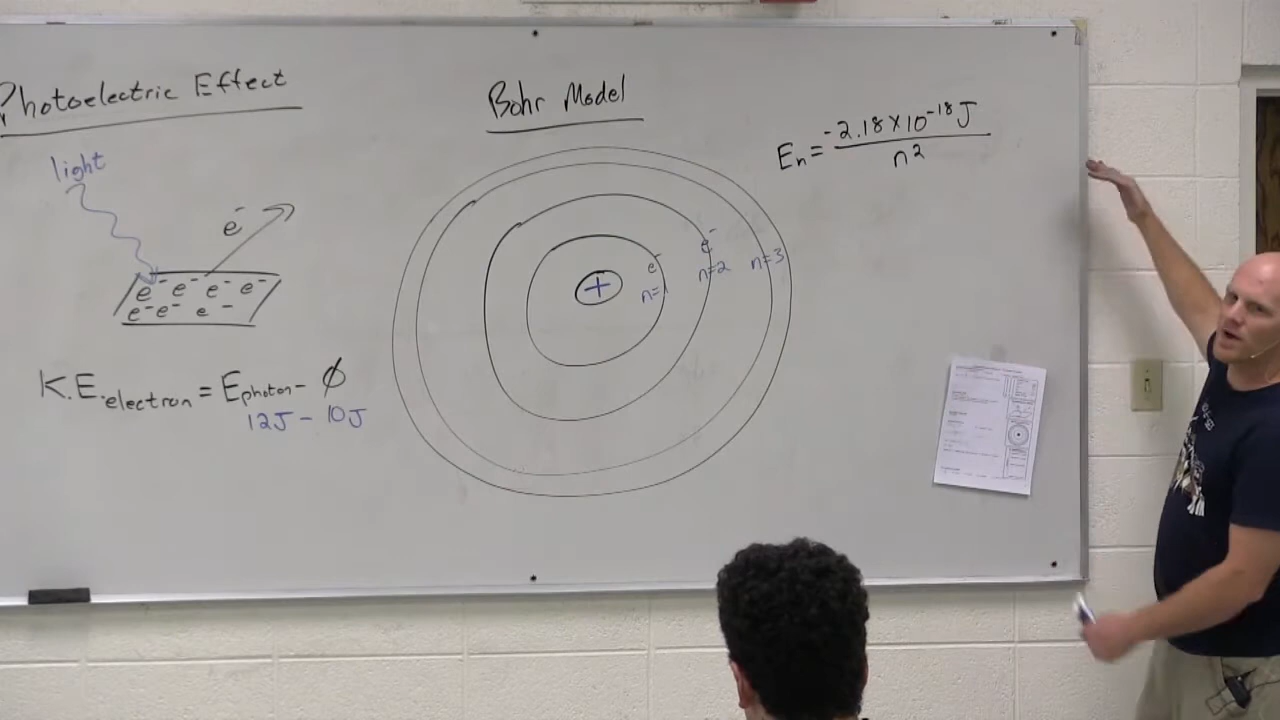 Photoelectric Effect
light
e⁻
e⁻ e⁻ e⁻ e⁻
e⁻ e⁻ e⁻
K.E.electron = Ephoton - Φ
12J - 10J
Bohr Model
+
e⁻
n=1
e⁻
n=2
n=3
En = -2.18 x 10⁻¹⁸ J
n²